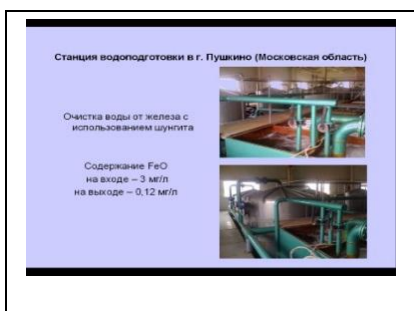 Станция водоподготовки в г. Пушкино (Московская область)
Очистка воды от железа с
использованием шунгита
Содержание FeO
на входе – 3 мг/л
на выходе – 0,12 мг/л